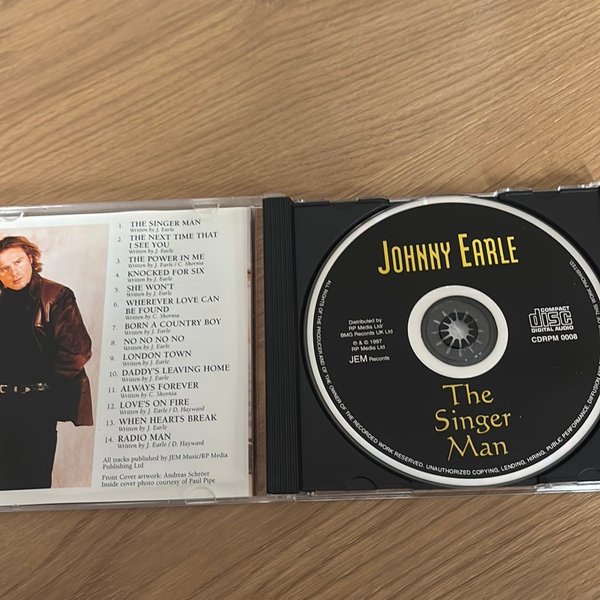 1. THE SINGER MAN
Written by J. Earle
2. THE NEXT TIME THAT
I SEE YOU
Written by J. Earle
3. THE POWER IN ME
Written by J. Earle / C. Skornia
4. KNOCKED FOR SIX
Written by J. Earle
5. SHE WON'T
Written by J. Earle
6. WHEREVER LOVE CAN
BE FOUND
Written by C. Skornia
7. BORN A COUNTRY BOY
Written by J. Earle
8. NO NO NO NO
Written by J. Earle
9. LONDON TOWN
Written by J. Earle
10. DADDY'S LEAVING HOME
Written by J. Earle
11. ALWAYS FOREVER
Written by C. Skornia
12. LOVE'S ON FIRE
Written by J. Earle / D. Hayward
13. WHEN HEARTS BREAK
Written by J. Earle
14. RADIO MAN
Written by J. Earle / D. Hayward
All tracks published by JEM Music/RP Media
Publishing Ltd
Front Cover artwork: Andreas Schröer
Inside cover photo courtesy of Paul Pipe
JOHNNY EARLE
Distributed by
RP Media Ltd/
BMG Records UK Ltd
℗ & © 1997
RP Media Ltd
JEM Records
COMPACT
disc
DIGITAL AUDIO
CDRPM 0008
The
Singer
Man
ALL RIGHTS OF THE PRODUCER AND OF THE OWNER OF THE RECORDED WORK RESERVED. UNAUTHORIZED COPYING, LENDING, HIRING, PUBLIC PERFORMANCE, DIFFUSION